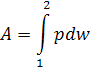 A = ∫₁² pdw